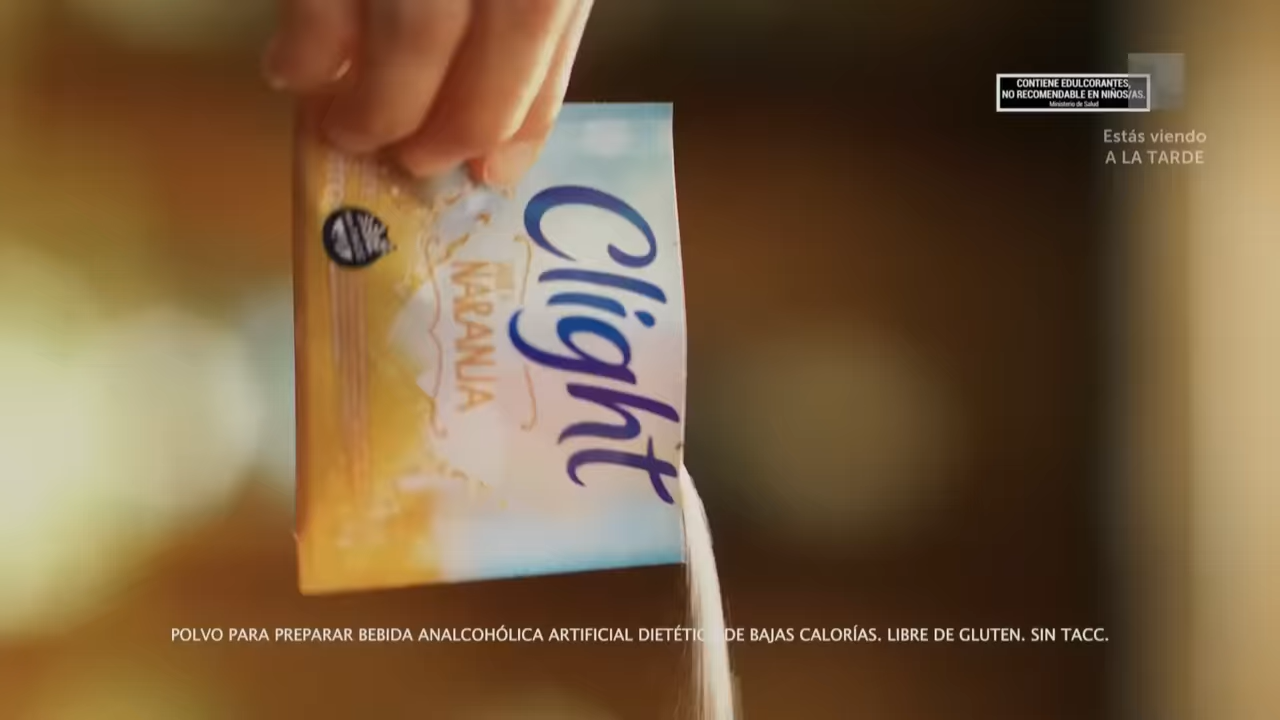 CONTIENE EDULCORANTES,
NO RECOMENDABLE EN NIÑOS/AS.
Ministerio de Salud
Estás viendo
A LA TARDE
Clight
NARANJA
POLVO PARA PREPARAR BEBIDA ANALCOHÓLICA ARTIFICIAL DIETÉTICA DE BAJAS CALORÍAS. LIBRE DE GLUTEN. SIN TACC.